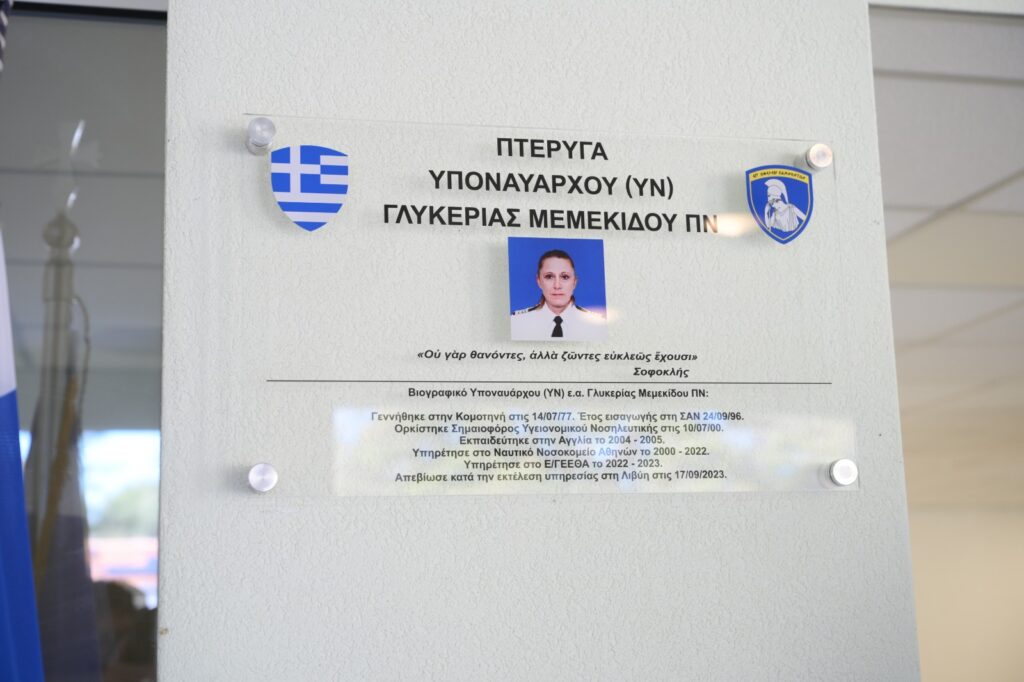 ΠΤΕΡΥΓΑ
ΥΠΟΝΑΥΑΡΧΟΥ (ΥΝ)
ΓΛΥΚΕΡΙΑΣ ΜΕΜΕΚΙΔΟΥ ΠΝ
«Οὐ γὰρ θανόντες, ἀλλὰ ζῶντες εὐκλεῶς ἔχουσι»
Σοφοκλής
Βιογραφικό Υποναυάρχου (ΥΝ) ε.α. Γλυκερίας Μεμεκίδου ΠΝ:
Γεννήθηκε στην Κομοτηνή στις 14/07/77. Έτος εισαγωγής στη ΣΑΝ 24/09/96.
Ορκίστηκε Σημαιοφόρος Υγειονομικού Νοσηλευτικής στις 10/07/00.
Εκπαιδεύτηκε στην Αγγλία το 2004 - 2005.
Υπηρέτησε στο Ναυτικό Νοσοκομείο Αθηνών το 2000 - 2022.
Υπηρέτησε στο Ε/ΓΕΕΘΑ το 2022 - 2023.
Απεβίωσε κατά την εκτέλεση υπηρεσίας στη Λιβύη στις 17/09/2023.